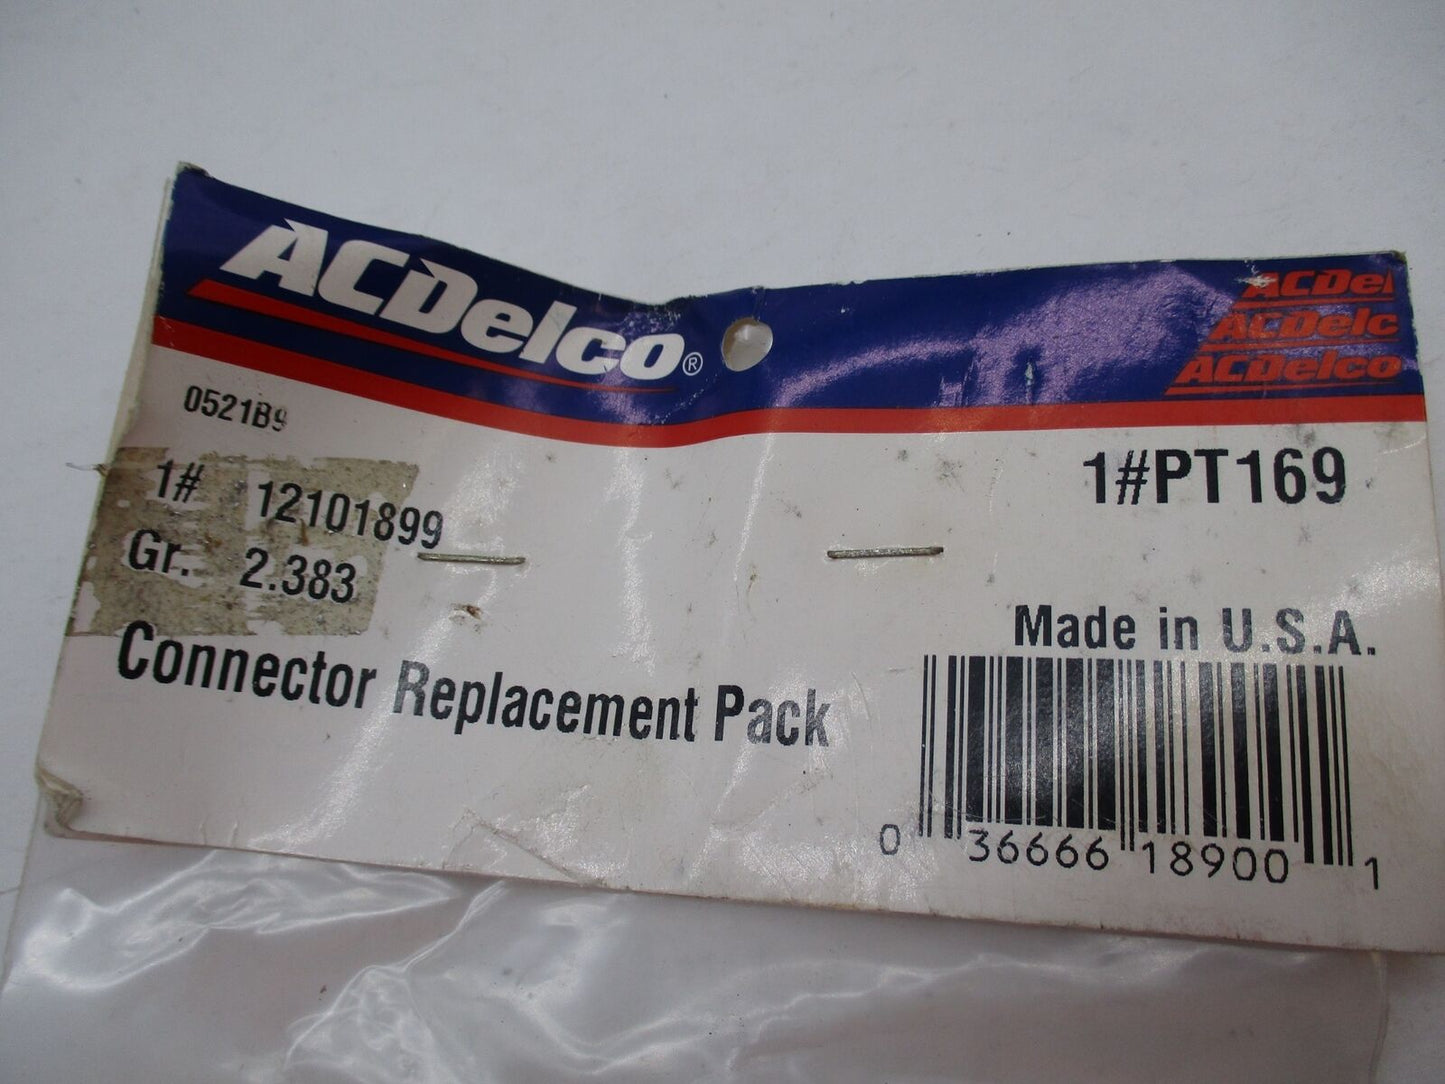 ACDelco®
ACDel
ACDelc
ACDelco
0521B9
1# 12101899
Gr. 2.383
Connector Replacement Pack
1#PT169
Made in U.S.A.
0 36666 18900 1